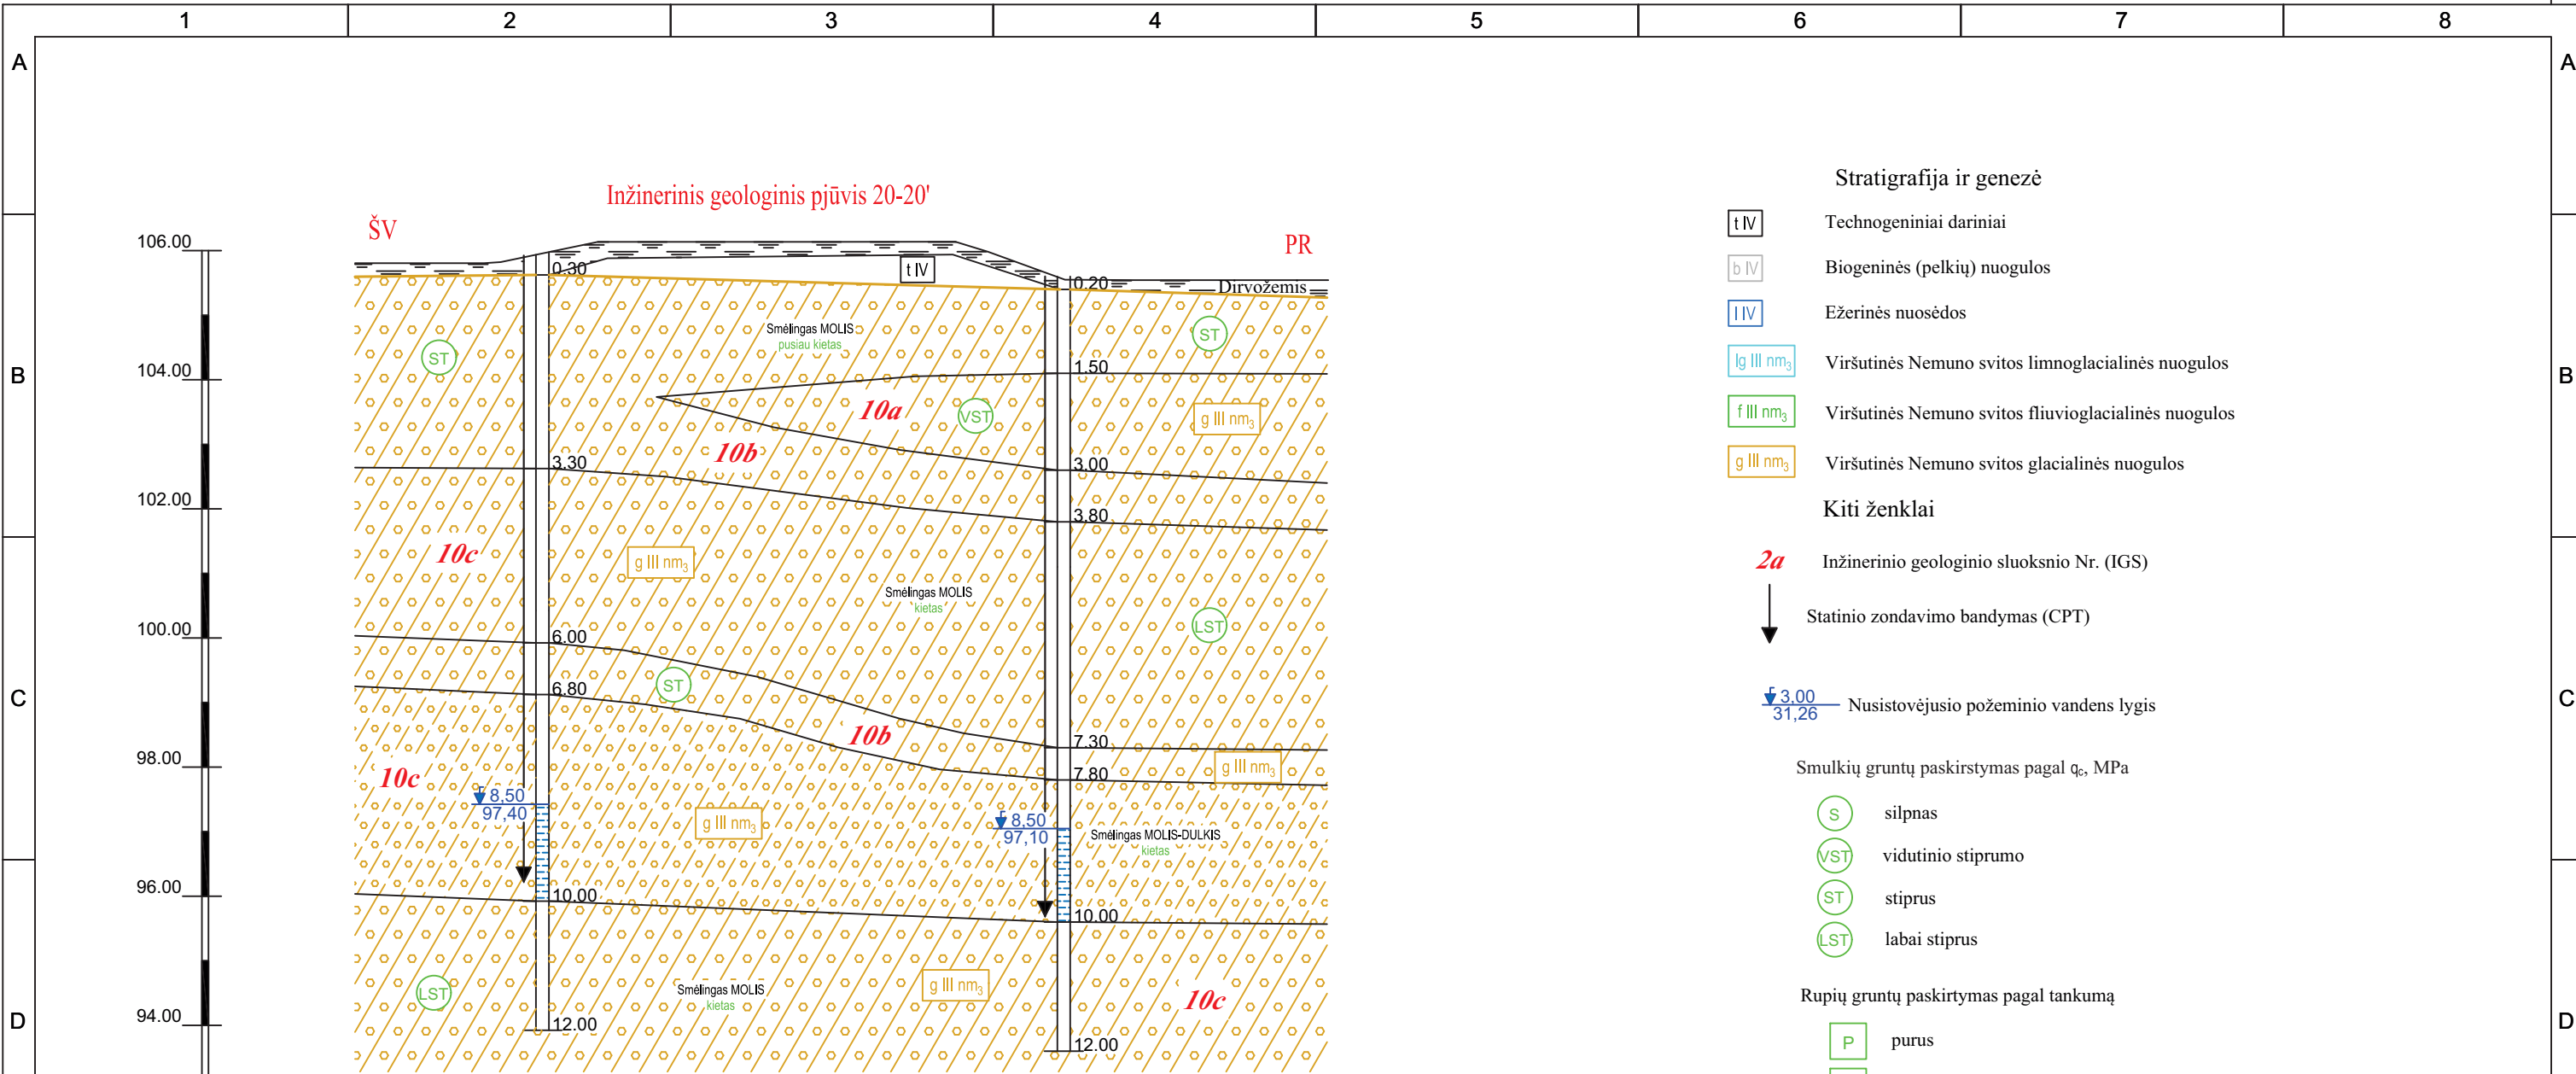 1 2 3 4 5 6 7 8
A A
Inžinerinis geologinis pjūvis 20-20'
ŠV
PR
106.00
104.00
102.00
100.00
98.00
96.00
94.00
B B
C C
D D
0.30
t IV
0.20
Dirvožemis
Smėlingas MOLIS
pusiau kietas
ST
ST
1.50
10a
VST
g III nm3
10b
3.30
3.00
3.80
10c
g III nm3
Smėlingas MOLIS
kietas
LST
6.00
ST
6.80
10b
7.30
g III nm3
7.80
10c
8,50
97,40
g III nm3
8,50
97,10
Smėlingas MOLIS-DULKIS
kietas
10.00
10.00
LST
Smėlingas MOLIS
kietas
g III nm3
10c
12.00
12.00
Stratigrafija ir genezė
t IV Technogeniniai dariniai
b IV Biogeninės (pelkių) nuogulos
l IV Ežerinės nuosėdos
lg III nm3 Viršutinės Nemuno svitos limnoglacialinės nuogulos
f III nm3 Viršutinės Nemuno svitos fliuvioglacialinės nuogulos
g III nm3 Viršutinės Nemuno svitos glacialinės nuogulos
Kiti ženklai
2a Inžinerinio geologinio sluoksnio Nr. (IGS)
Statinio zondavimo bandymas (CPT)
3,00
31,26
Nusistovėjusio požeminio vandens lygis
Smulkių gruntų paskirstymas pagal qc, MPa
S silpnas
VST vidutinio stiprumo
ST stiprus
LST labai stiprus
Rupių gruntų paskirtymas pagal tankumą
P purus